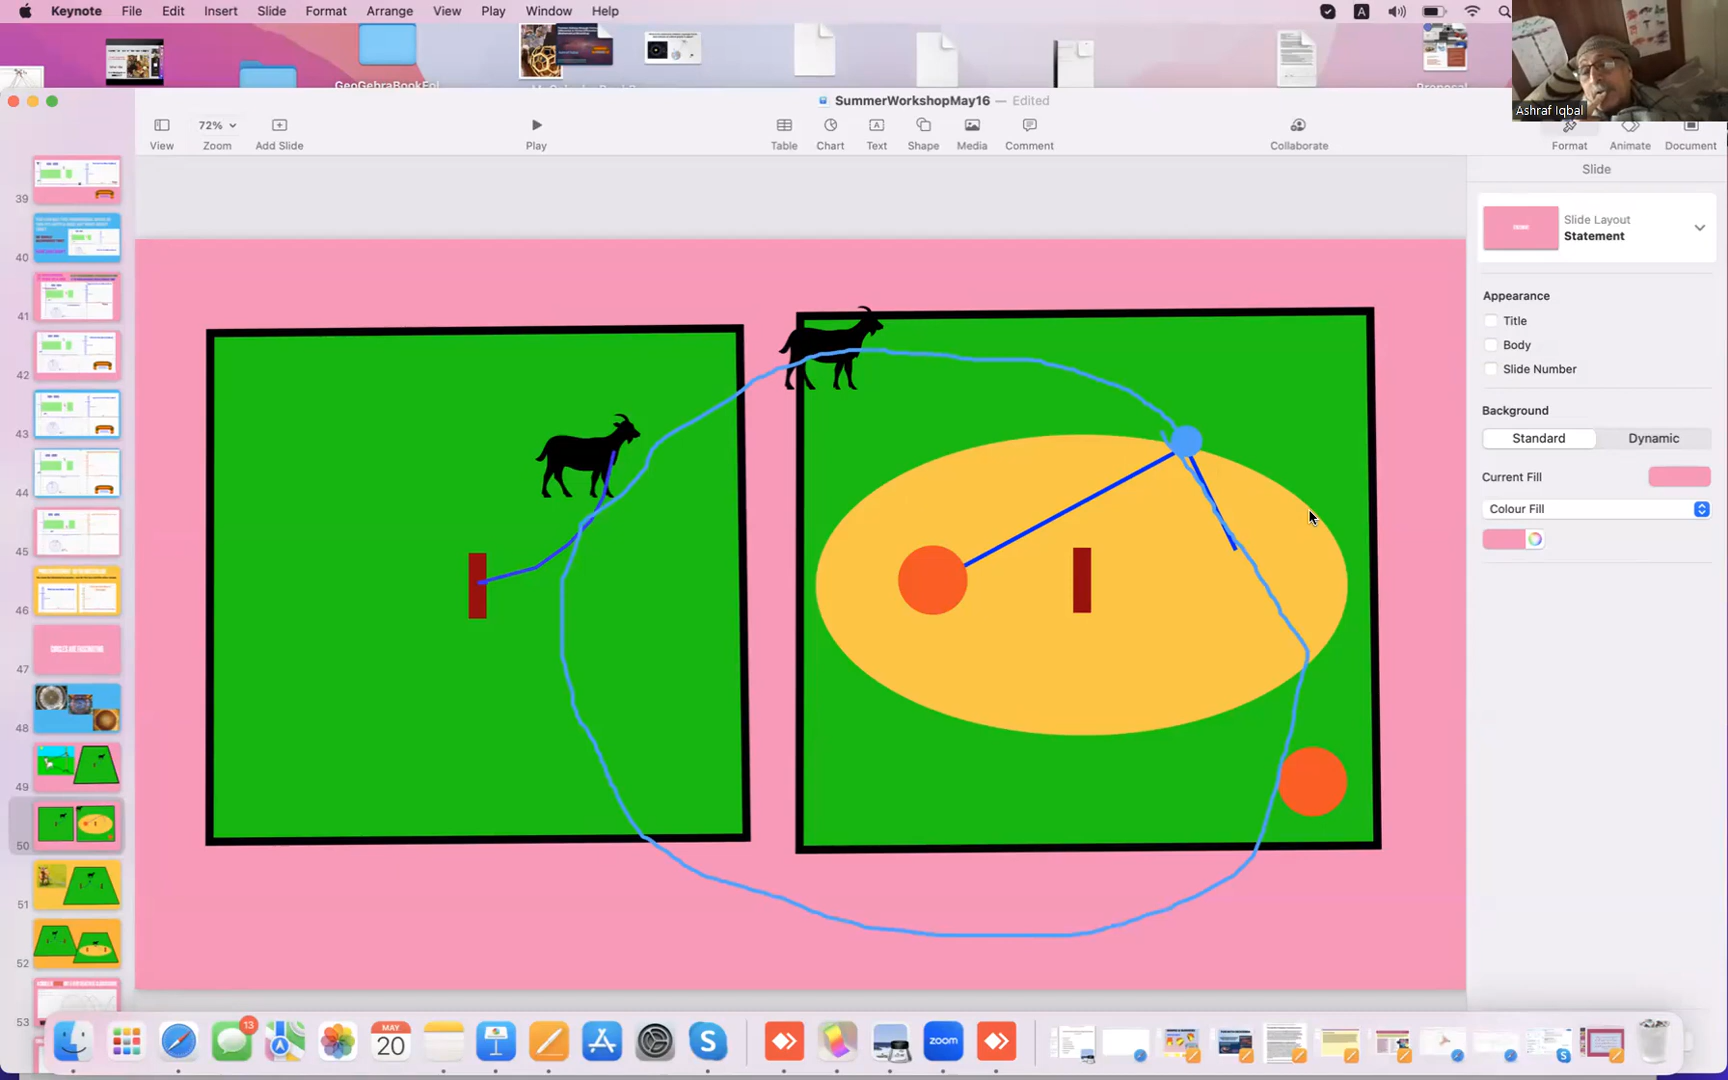 Keynote File Edit Insert Slide Format Arrange View Play Window Help
A
GeoGebraBookFol
SummerWorkshopMay16 — Edited
Ashraf Iqbal
72%
View Zoom Add Slide Play Table Chart Text Shape Media Comment Collaborate Format Animate Document
Slide
Slide Layout
Statement
Appearance
Title
Body
Slide Number
Background
Standard Dynamic
Current Fill
Colour Fill
39
40
41
42
43
44
45
46
CIRCLES ARE FASCINATING
47
48
49
50
51
52
53
13
MAY
20
zoom